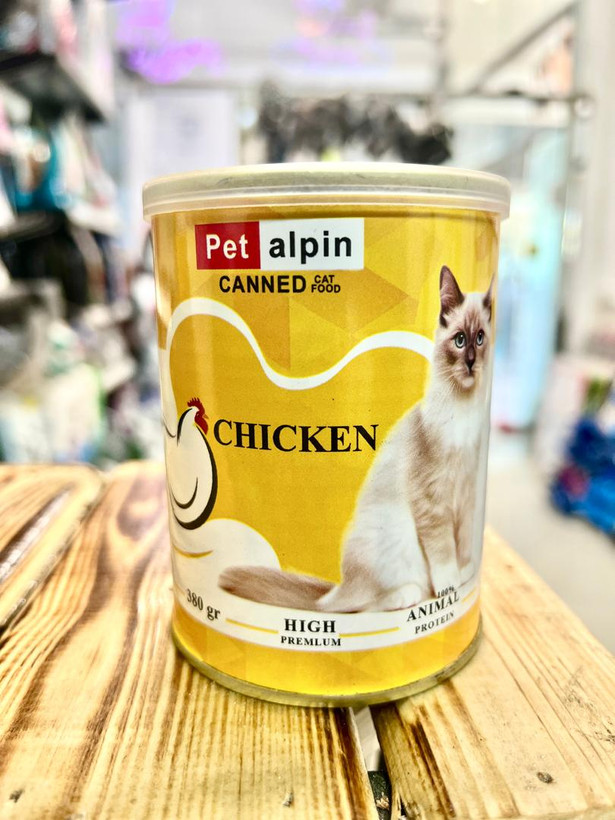 Pet alpin
CANNED CAT FOOD
CHICKEN
380 gr
HIGH
PREMLUM
100%
ANIMAL
PROTEIN